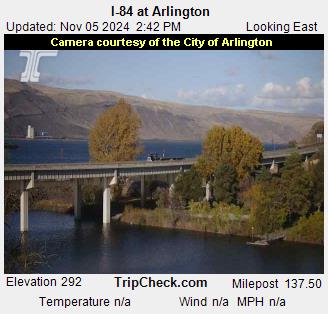 I-84 at Arlington
Updated: Nov 05 2024 2:42 PM Looking East
Camera courtesy of the City of Arlington
Elevation 292 TripCheck.com Milepost 137.50
Temperature n/a Wind n/a MPH n/a